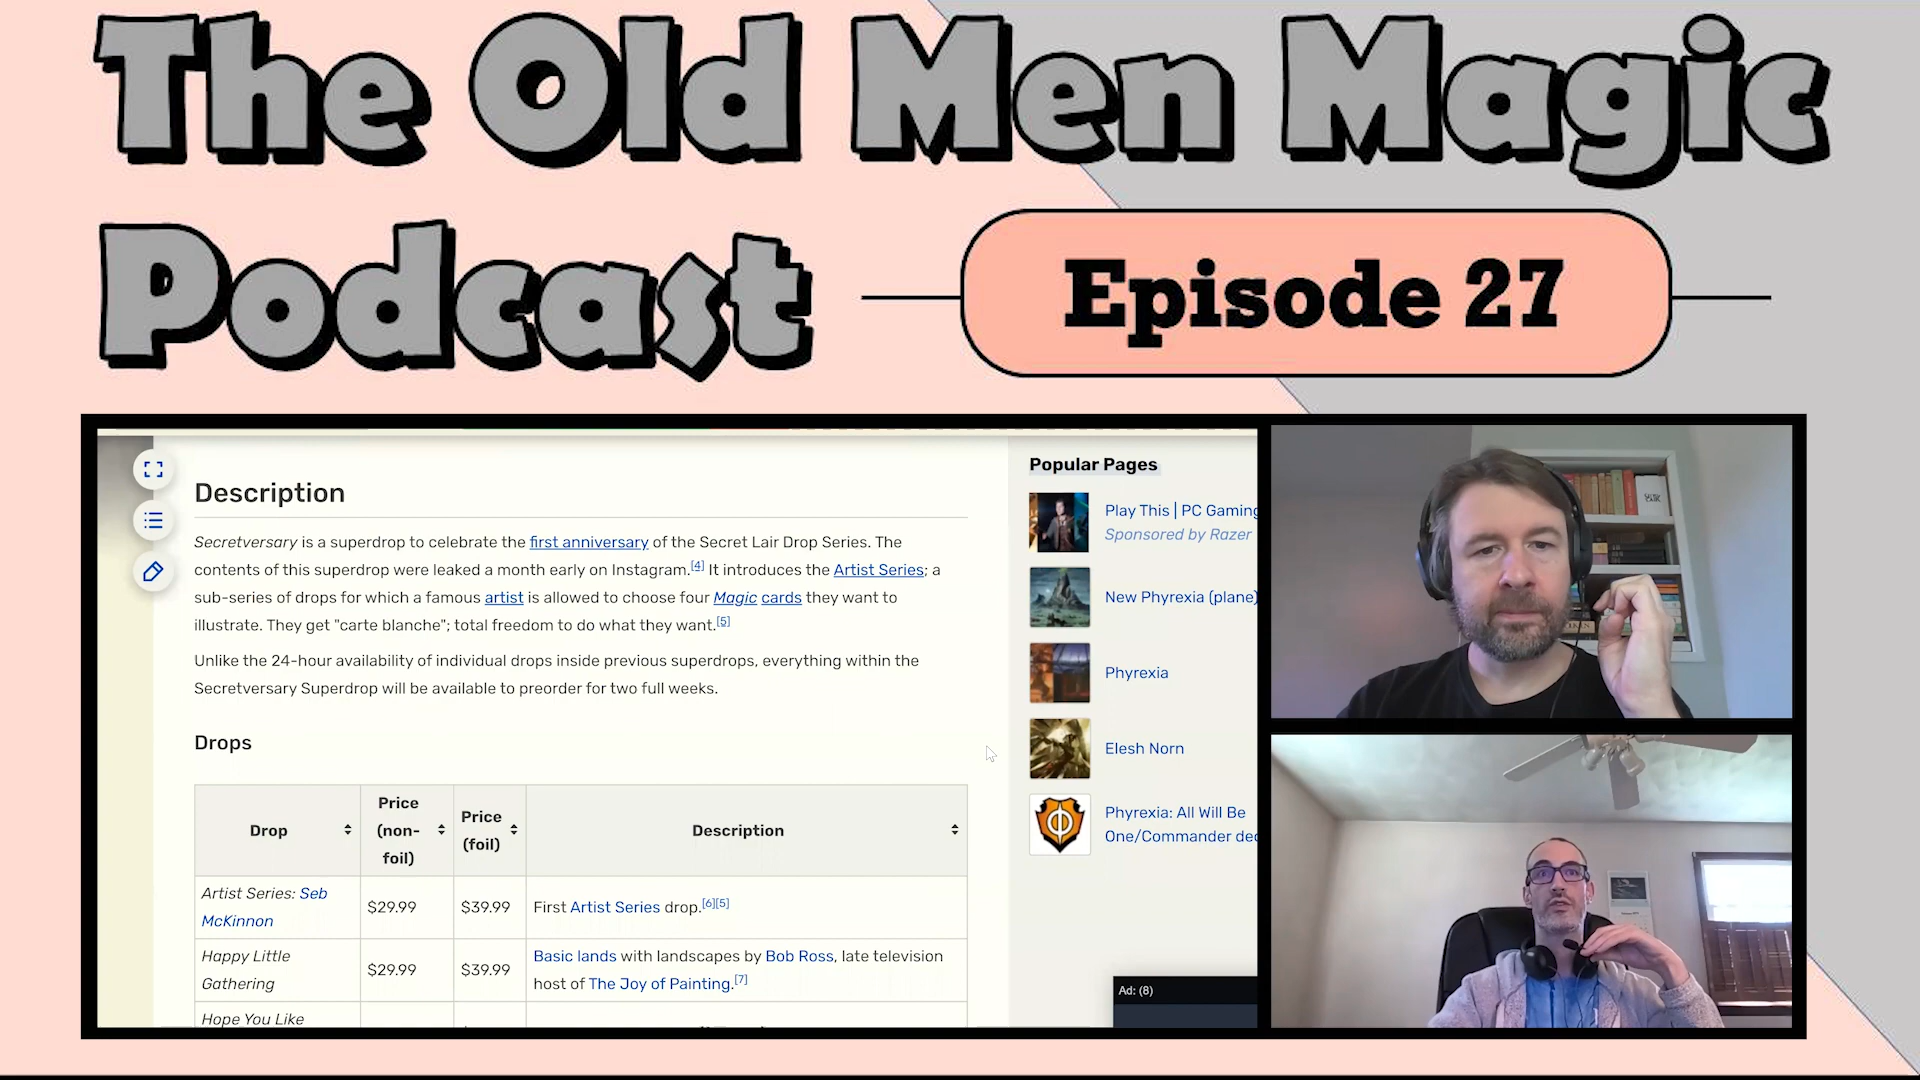 The Old Men Magic
Podcast
Episode 27
Description
Secretversary is a superdrop to celebrate the first anniversary of the Secret Lair Drop Series. The
contents of this superdrop were leaked a month early on Instagram.[4] It introduces the Artist Series; a
sub-series of drops for which a famous artist is allowed to choose four Magic cards they want to
illustrate. They get "carte blanche"; total freedom to do what they want.[5]
Unlike the 24-hour availability of individual drops inside previous superdrops, everything within the
Secretversary Superdrop will be available to preorder for two full weeks.
Drops
Drop
Price
(non-
foil)
Price
(foil)
Description
Artist Series: Seb
McKinnon
$29.99
$39.99
First Artist Series drop.[6][5]
Happy Little
Gathering
$29.99
$39.99
Basic lands with landscapes by Bob Ross, late television
host of The Joy of Painting.[7]
Hope You Like
Popular Pages
Play This | PC Gaming
Sponsored by Razer
New Phyrexia (plane)
Phyrexia
Elesh Norn
Phyrexia: All Will Be
One/Commander dec
Ad: (8)